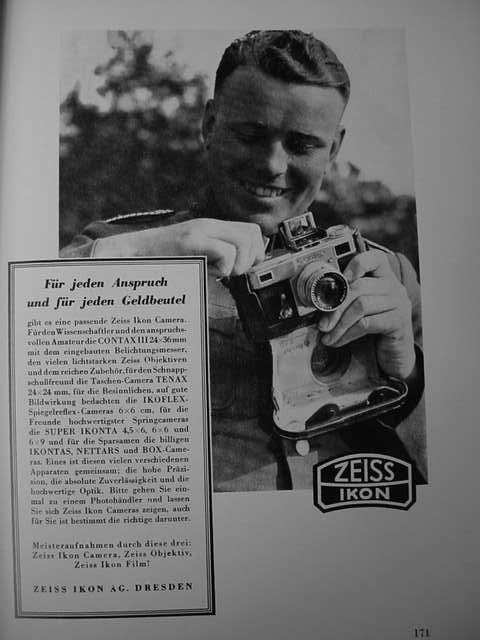 Für jeden Anspruch
und für jeden Geldbeutel
gibt es eine passende Zeiss Ikon Camera.
Für den Wissenschaftler und den anspruchs-
vollen Amateur die CONTAX III 24×36 mm
mit dem eingebauten Belichtungsmesser,
den vielen lichtstarken Zeiss Objektiven
und dem reichen Zubehör, für den Schnapp-
schußfreund die Taschen-Camera TENAX
24×24 mm, für die Besinnlichen, auf gute
Bildwirkung bedachten die IKOFLEX-
Spiegelreflex-Cameras 6×6 cm, für die
Freunde hochwertigster Springcameras
die SUPER IKONTA 4,5×6, 6×6 und
6×9 und für die Sparsamen die billigen
IKONTAS, NETTARS und BOX-Came-
ras. Eines ist diesen vielen verschiedenen
Apparaten gemeinsam; die hohe Präzi-
sion, die absolute Zuverlässigkeit und die
hochwertige Optik. Bitte gehen Sie ein-
mal zu einem Photohändler und lassen
Sie sich Zeiss Ikon Cameras zeigen, auch
für Sie ist bestimmt die richtige darunter.
Meisteraufnahmen durch diese drei:
Zeiss Ikon Camera, Zeiss Objektiv,
Zeiss Ikon Film!
ZEISS IKON AG. DRESDEN
ZEISS
IKON
171